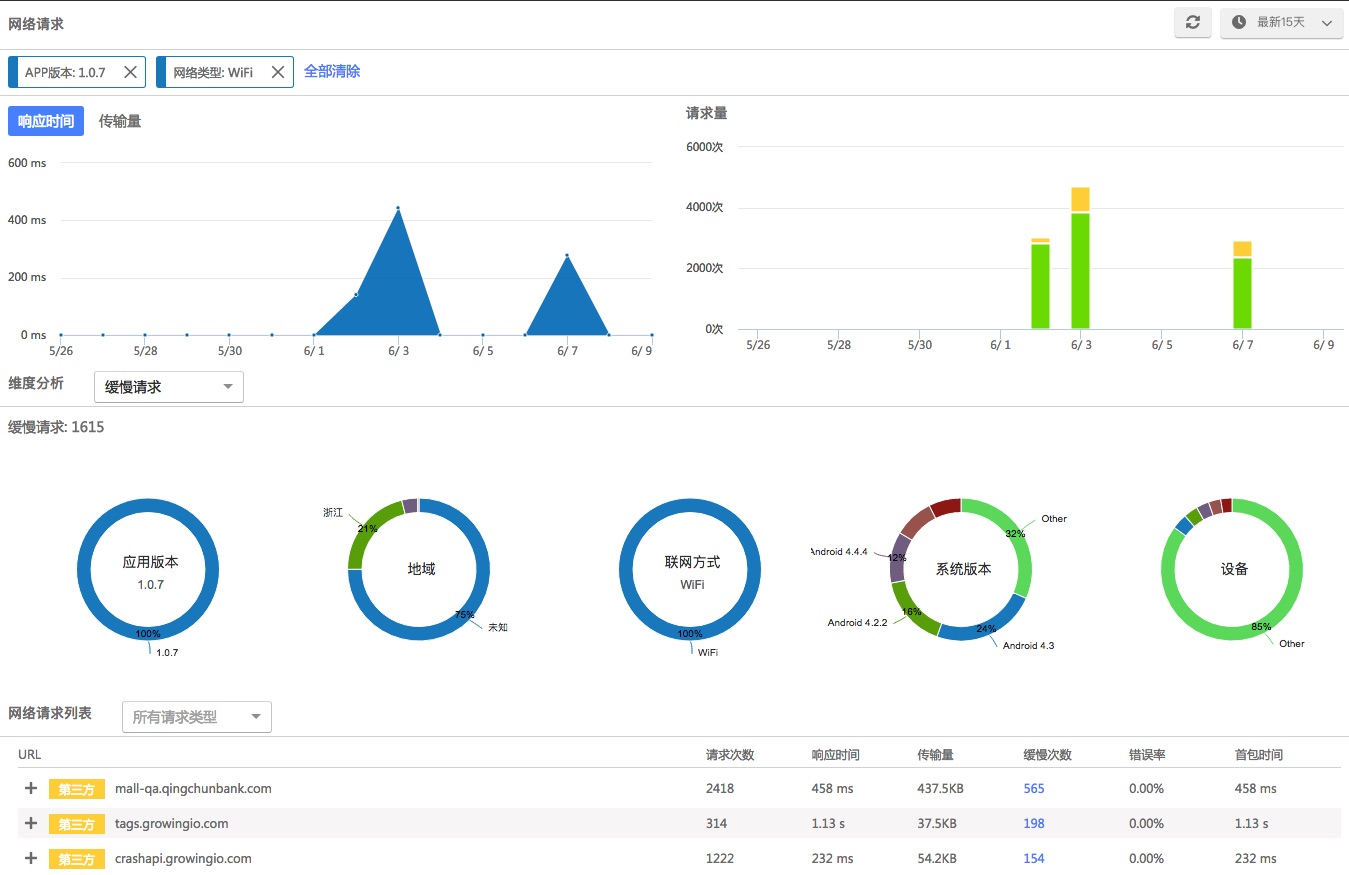 网络请求
最新15天
APP版本: 1.0.7
网络类型: WiFi
全部清除
响应时间
传输量
600 ms
400 ms
200 ms
0 ms
5/26
5/28
5/30
6/ 1
6/ 3
6/ 5
6/ 7
6/ 9
请求量
6000次
4000次
2000次
0次
5/26
5/28
5/30
6/ 1
6/ 3
6/ 5
6/ 7
6/ 9
维度分析
缓慢请求
缓慢请求: 1615
应用版本
1.0.7
100%
1.0.7
浙江
21%
地域
75%
未知
联网方式
WiFi
100%
WiFi
Other
32%
Android 4.4.4
12%
系统版本
16%
Android 4.2.2
24%
Android 4.3
设备
85%
Other
网络请求列表
所有请求类型
URL 请求次数 响应时间 传输量 缓慢次数 错误率 首包时间
第三方 mall-qa.qingchunbank.com 2418 458 ms 437.5KB 565 0.00% 458 ms
第三方 tags.growingio.com 314 1.13 s 37.5KB 198 0.00% 1.13 s
第三方 crashapi.growingio.com 1222 232 ms 54.2KB 154 0.00% 232 ms